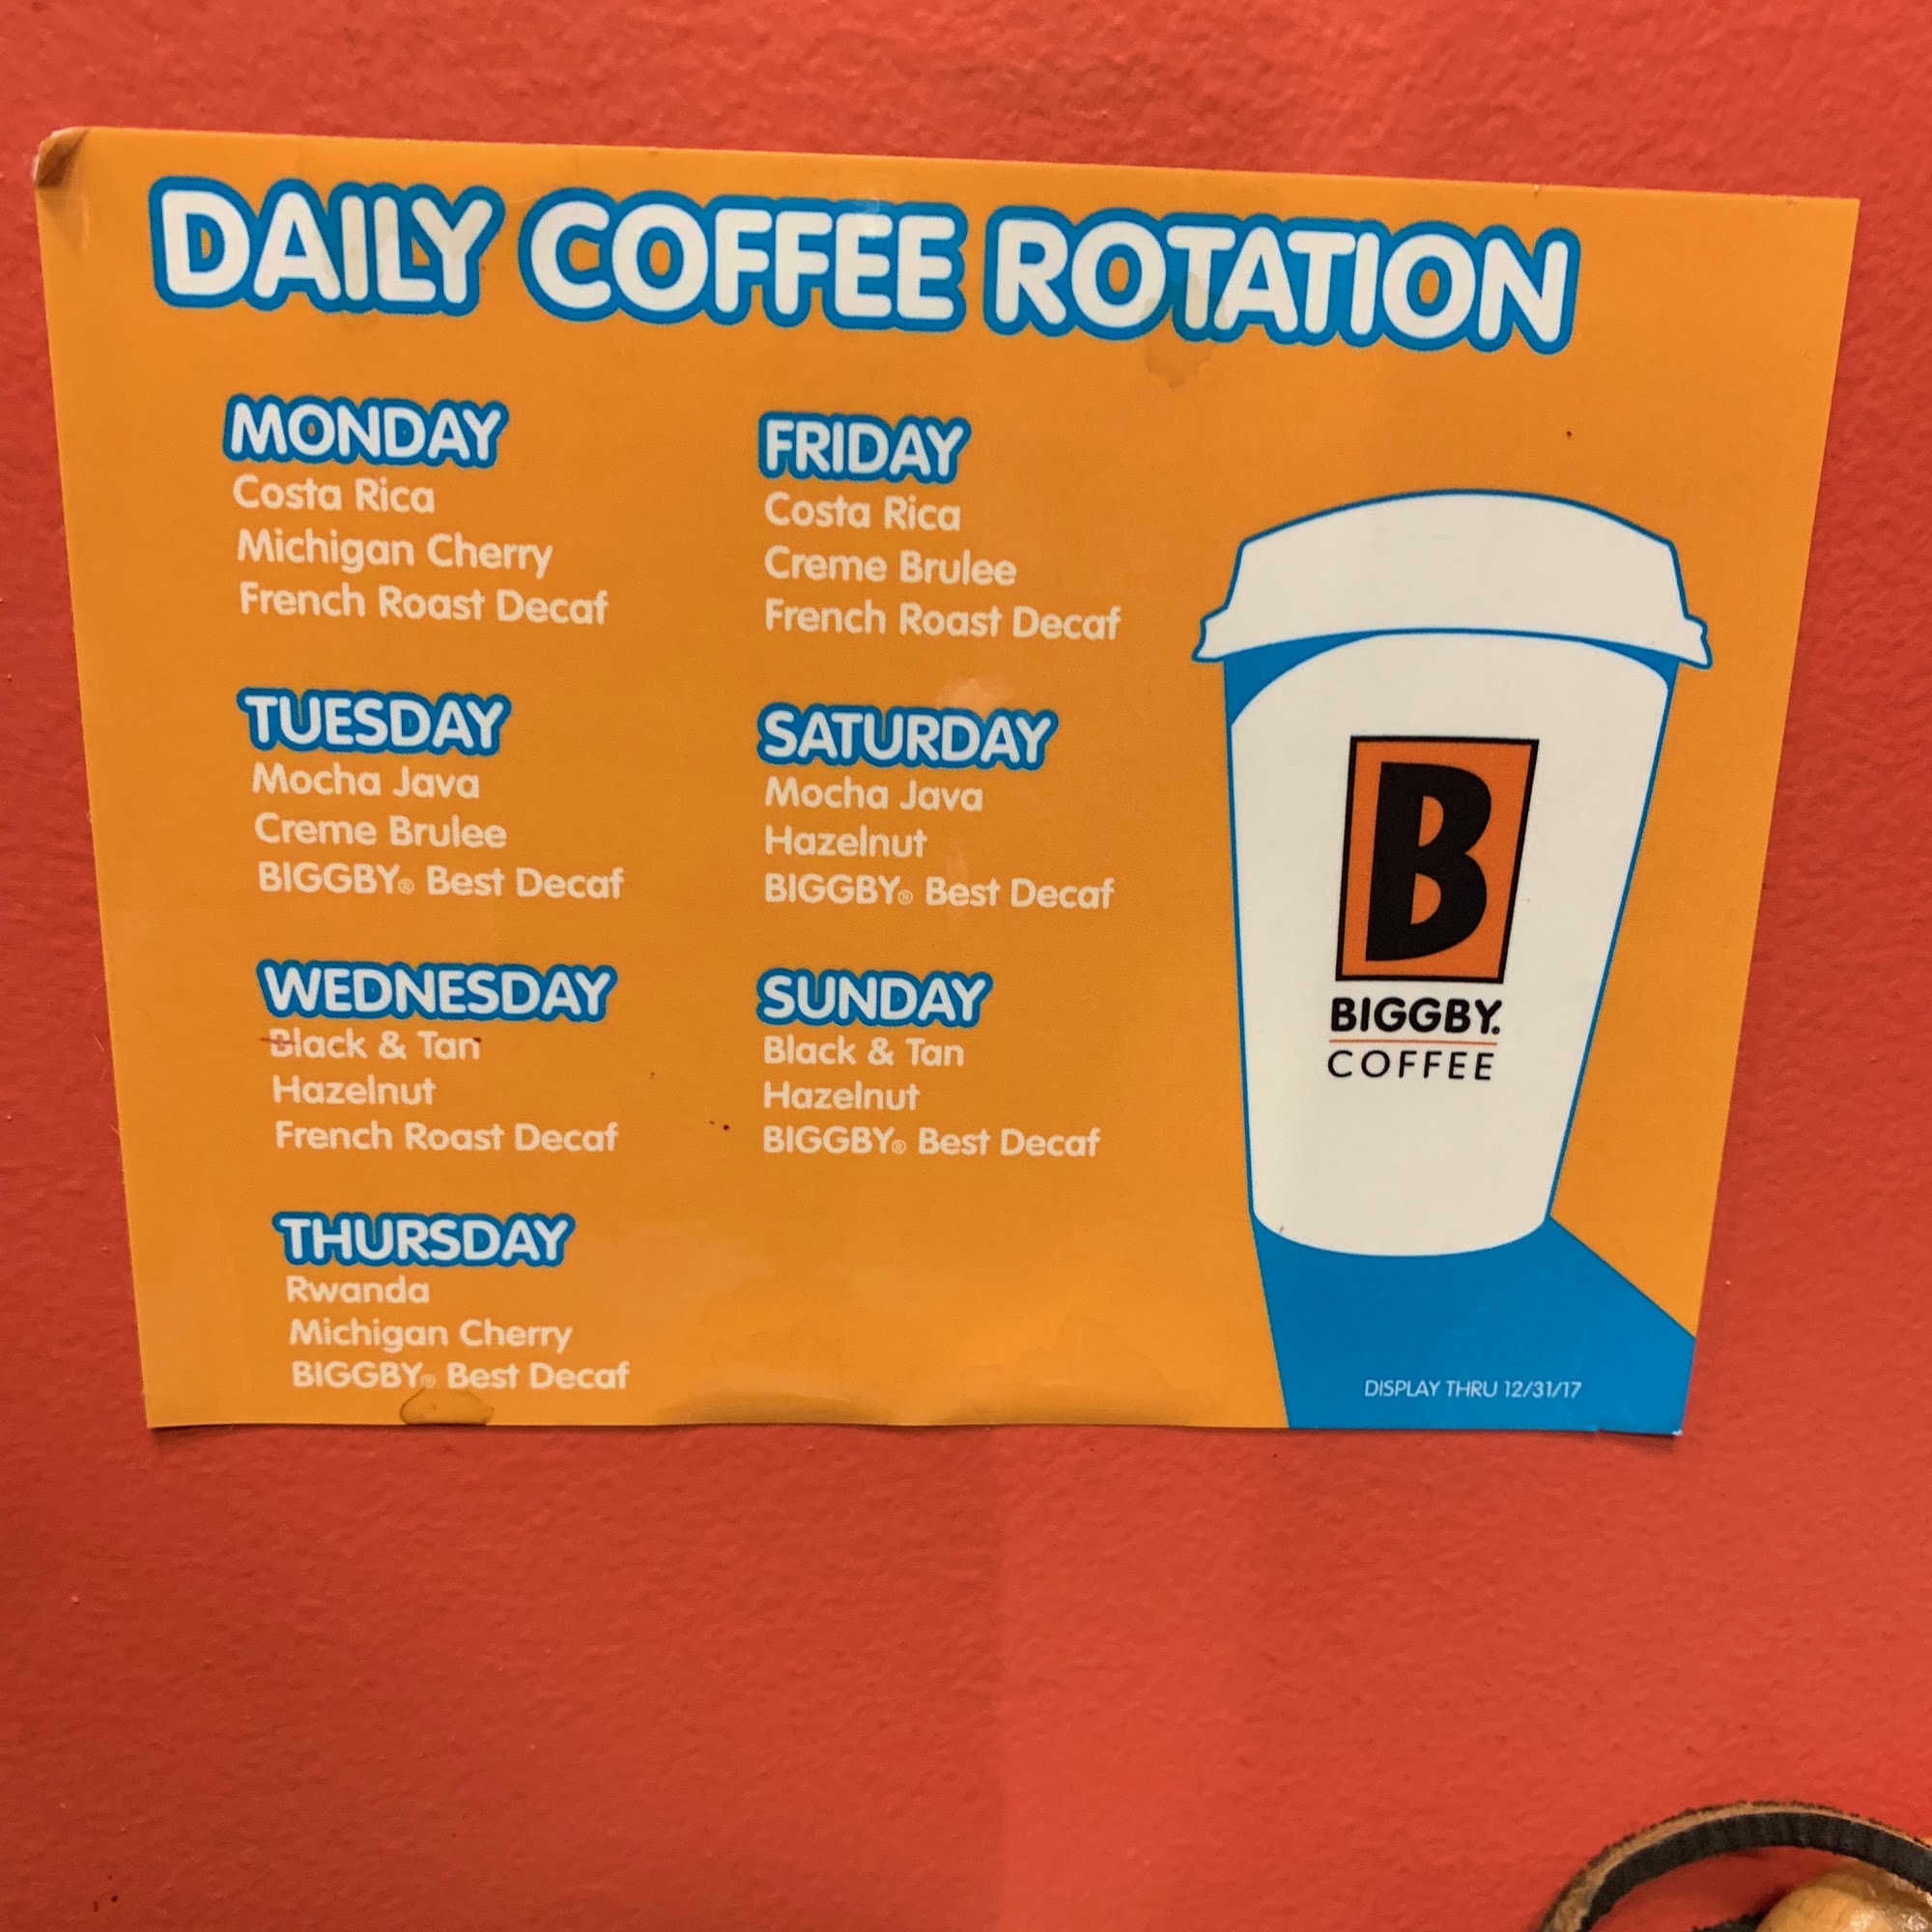 DAILY COFFEE ROTATION
MONDAY
Costa Rica
Michigan Cherry
French Roast Decaf
TUESDAY
Mocha Java
Creme Brulee
BIGGBY® Best Decaf
WEDNESDAY
Black & Tan
Hazelnut
French Roast Decaf
THURSDAY
Rwanda
Michigan Cherry
BIGGBY® Best Decaf
FRIDAY
Costa Rica
Creme Brulee
French Roast Decaf
SATURDAY
Mocha Java
Hazelnut
BIGGBY® Best Decaf
SUNDAY
Black & Tan
Hazelnut
BIGGBY® Best Decaf
B
BIGGBY.
COFFEE
DISPLAY THRU 12/31/17